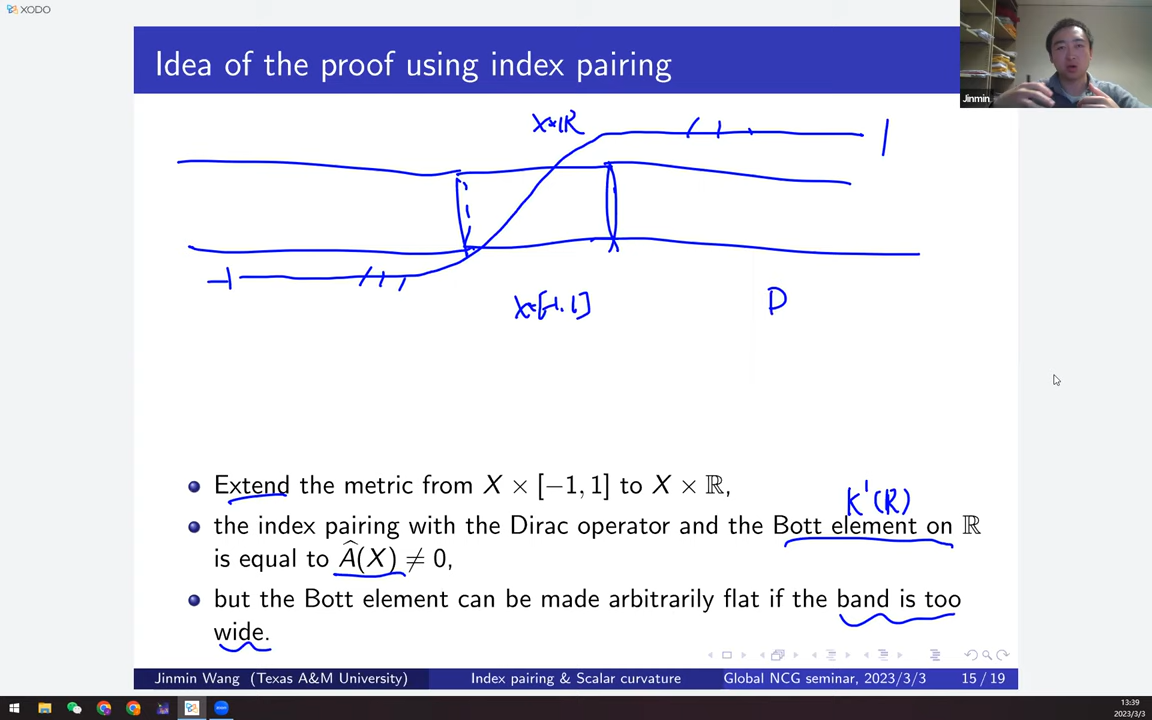 XODO
Idea of the proof using index pairing
Jinmin
X×ℝ
1
-1
X×[-1,1]
D
Extend the metric from X × [−1, 1] to X × ℝ,
K¹(ℝ)
the index pairing with the Dirac operator and the Bott element on ℝ
is equal to Â(X) ≠ 0,
but the Bott element can be made arbitrarily flat if the band is too
wide.
Jinmin Wang (Texas A&M University) Index pairing & Scalar curvature Global NCG seminar, 2023/3/3 15 / 19
13:39
2023/3/3